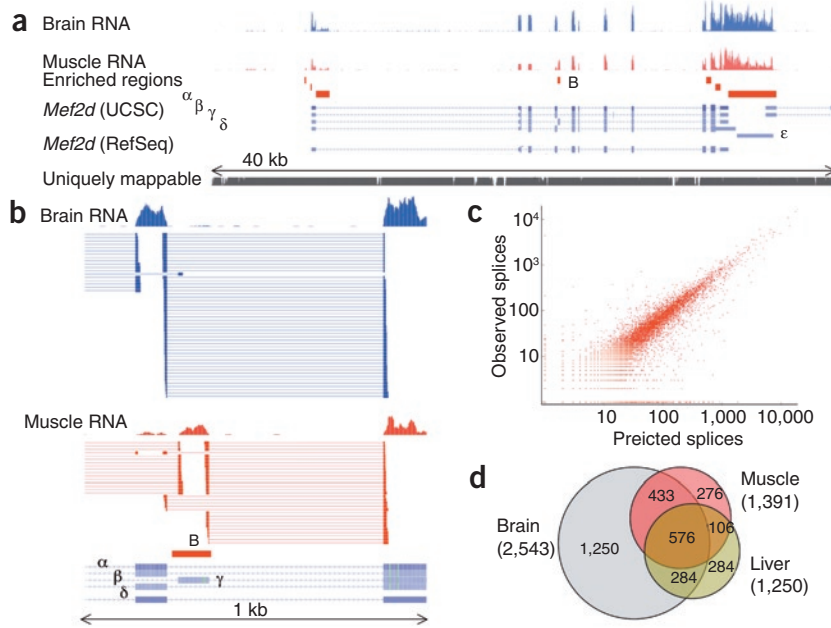 a
Brain RNA
Muscle RNA
Enriched regions
B
Mef2d (UCSC) α β γ δ
ε
Mef2d (RefSeq)
40 kb
Uniquely mappable
b
Brain RNA
Muscle RNA
B
α
β γ
δ
1 kb
c
Observed splices
10⁴
10³
100
10
10 100 1,000 10,000
Preicted splices
d
Brain
(2,543)
Muscle
(1,391)
Liver
(1,250)
433 276
1,250 576 106
284 284